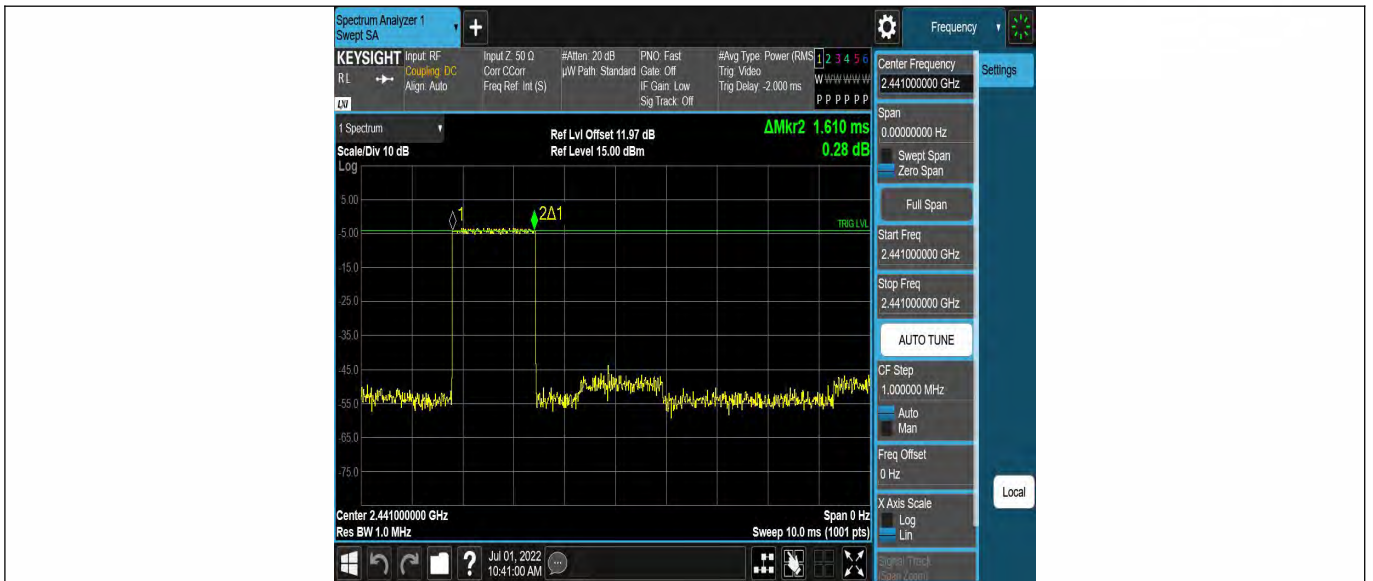 Spectrum Analyzer 1
Swept SA
+
Frequency
KEYSIGHT
R L
LXI
Input: RF
Coupling: DC
Align: Auto
Input Z: 50 Ω
Corr CCorr
Freq Ref: Int (S)
#Atten: 20 dB
µW Path: Standard
PNO: Fast
Gate: Off
IF Gain: Low
Sig Track: Off
#Avg Type: Power (RMS
Trig: Video
Trig Delay: -2.000 ms
1 2 3 4 5 6
W W W W W W
P P P P P P
1 Spectrum
Scale/Div 10 dB
Ref Lvl Offset 11.97 dB
Ref Level 15.00 dBm
ΔMkr2 1.610 ms
0.28 dB
Log
5.00
-5.00
-15.0
-25.0
-35.0
-45.0
-55.0
-65.0
-75.0
1
2Δ1
TRIG LVL
Center 2.441000000 GHz
Res BW 1.0 MHz
Span 0 Hz
Sweep 10.0 ms (1001 pts)
?
Jul 01, 2022
10:41:00 AM
Center Frequency
2.441000000 GHz
Settings
Span
0.00000000 Hz
Swept Span
Zero Span
Full Span
Start Freq
2.441000000 GHz
Stop Freq
2.441000000 GHz
AUTO TUNE
CF Step
1.000000 MHz
Auto
Man
Freq Offset
0 Hz
X Axis Scale
Log
Lin
Local
Signal Track
(Span Zoom)